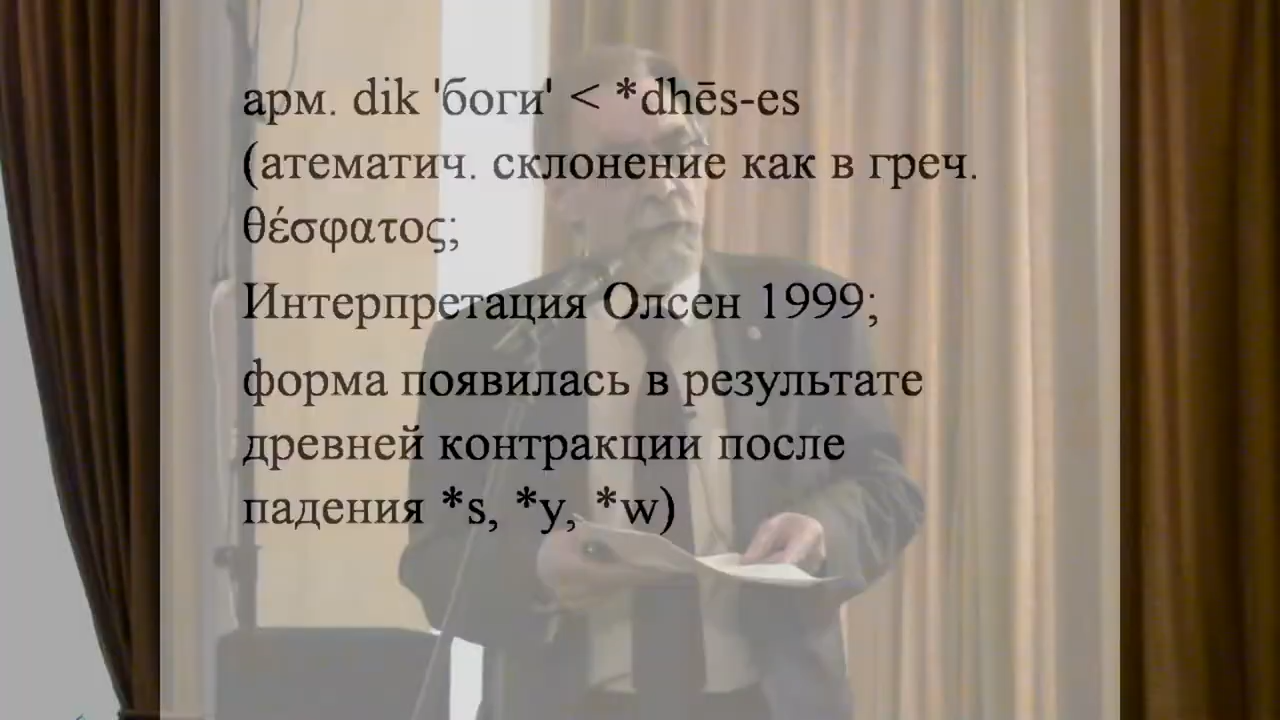 арм. dik 'боги' < *dhēs-es
(атематич. склонение как в греч.
θέσφατος;
Интерпретация Олсен 1999;
форма появилась в результате
древней контракции после
падения *s, *y, *w)